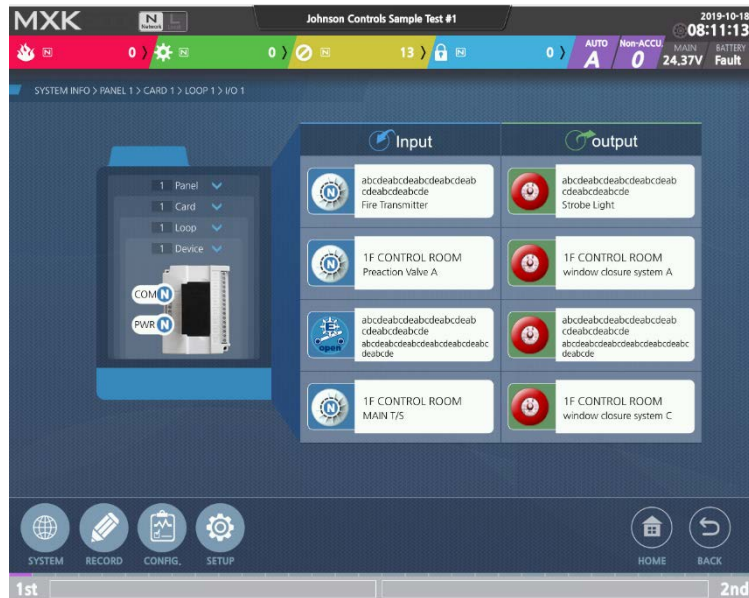 MXK
N
Network
L
Johnson Controls Sample Test #1
2019-10-18
08:11:13
N 0 N 0 N 13 N 0
AUTO
A
Non-ACCU.
0
MAIN
24.37V
BATTERY
Fault
SYSTEM INFO > PANEL 1 > CARD 1 > LOOP 1 > I/O 1
1 Panel
1 Card
1 Loop
1 Device
COM N
PWR N
Input
output
N
abcdeabcdeabcdeabcdeab
cdeabcdeabcde
Fire Transmitter
abcdeabcdeabcdeabcdeab
cdeabcdeabcde
Strobe Light
N
1F CONTROL ROOM
Preaction Valve A
1F CONTROL ROOM
window closure system A
E
open
abcdeabcdeabcdeabcdeab
cdeabcdeabcde
abcdeabcdeabcdeabcdeabcdeabc
deabcde
abcdeabcdeabcdeabcdeab
cdeabcdeabcde
abcdeabcdeabcdeabcdeabcdeabc
deabcde
N
1F CONTROL ROOM
MAIN T/S
1F CONTROL ROOM
window closure system C
SYSTEM
RECORD
CONFIG.
SETUP
HOME
BACK
1st
2nd